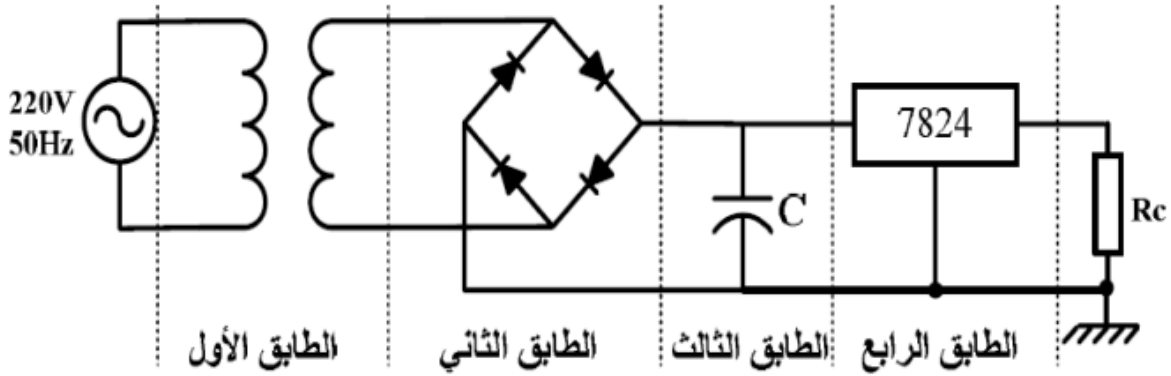 220V
50Hz
7824
C
Rc
الطابق الأول
الطابق الثاني
الطابق الثالث
الطابق الرابع